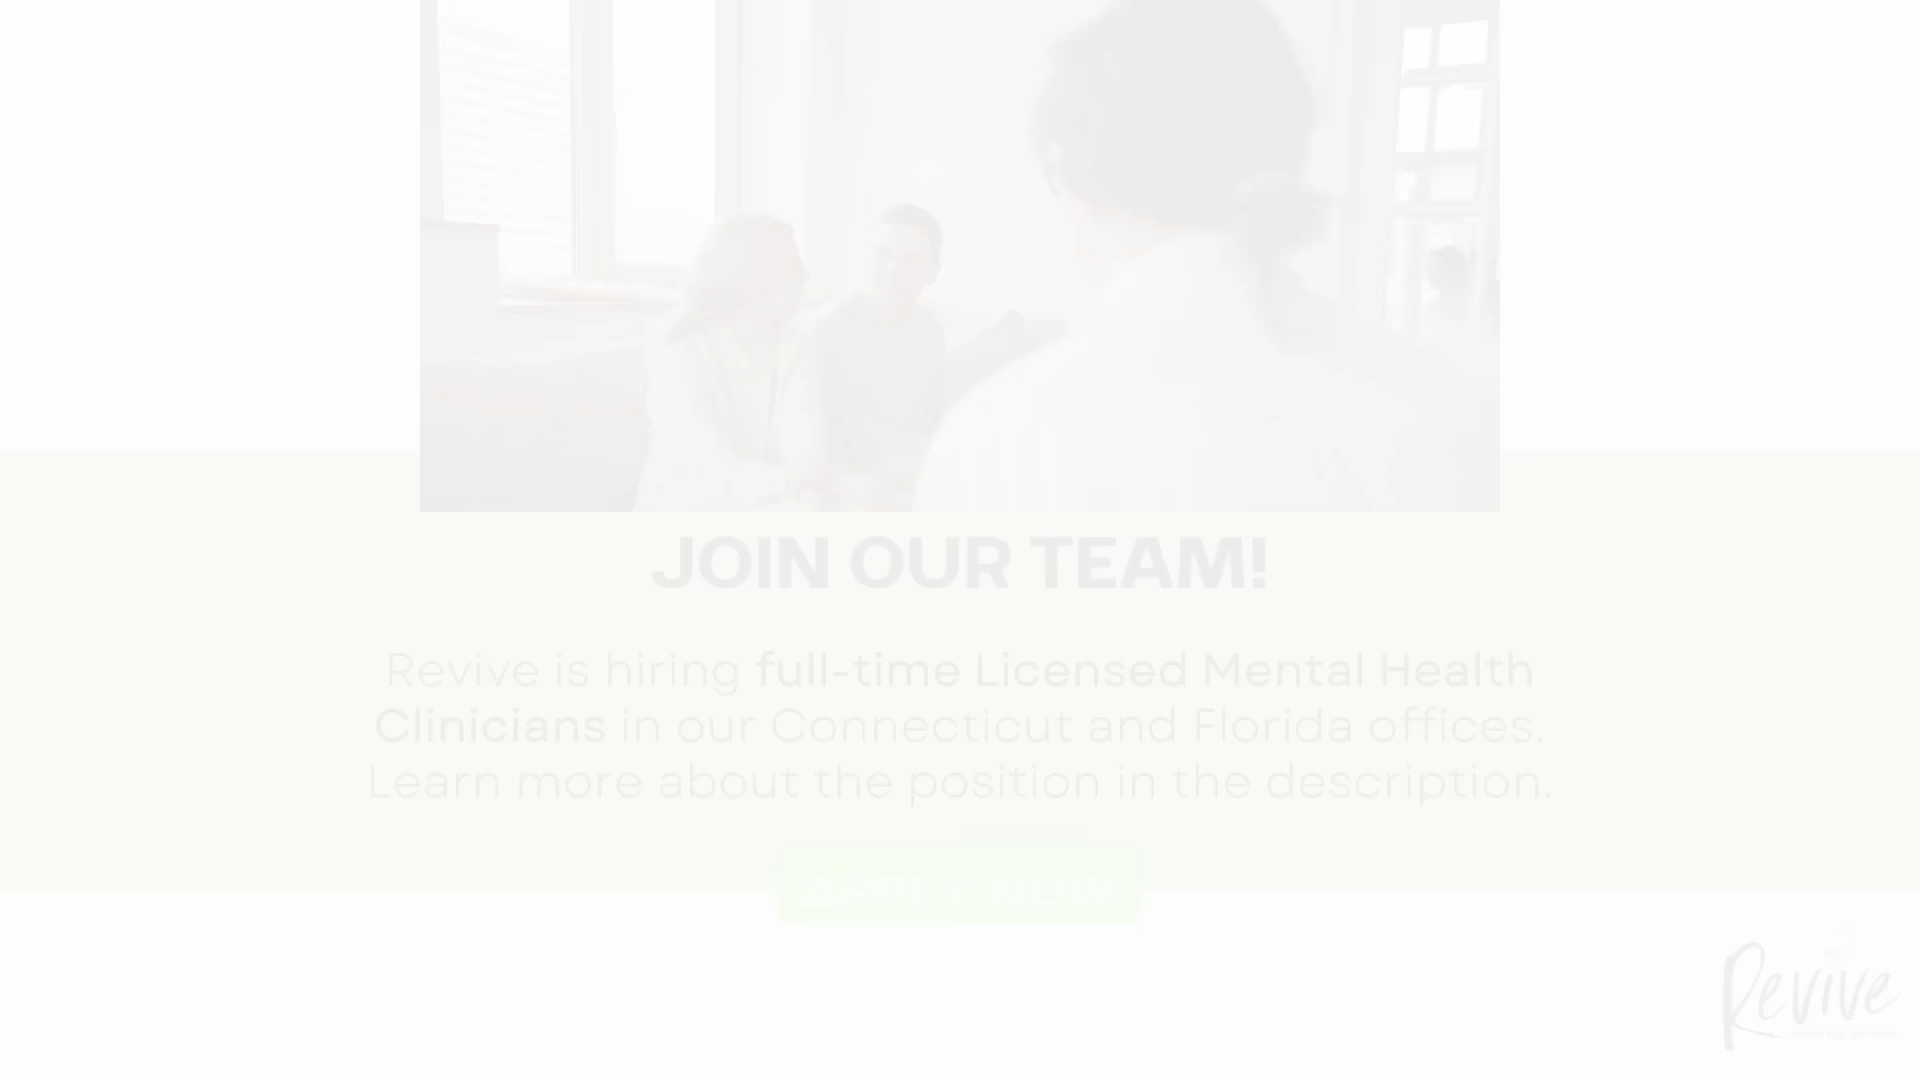 JOIN OUR TEAM!
Revive is hiring full-time Licensed Mental Health
Clinicians in our Connecticut and Florida offices.
Learn more about the position in the description.
APPLY NOW
Revive